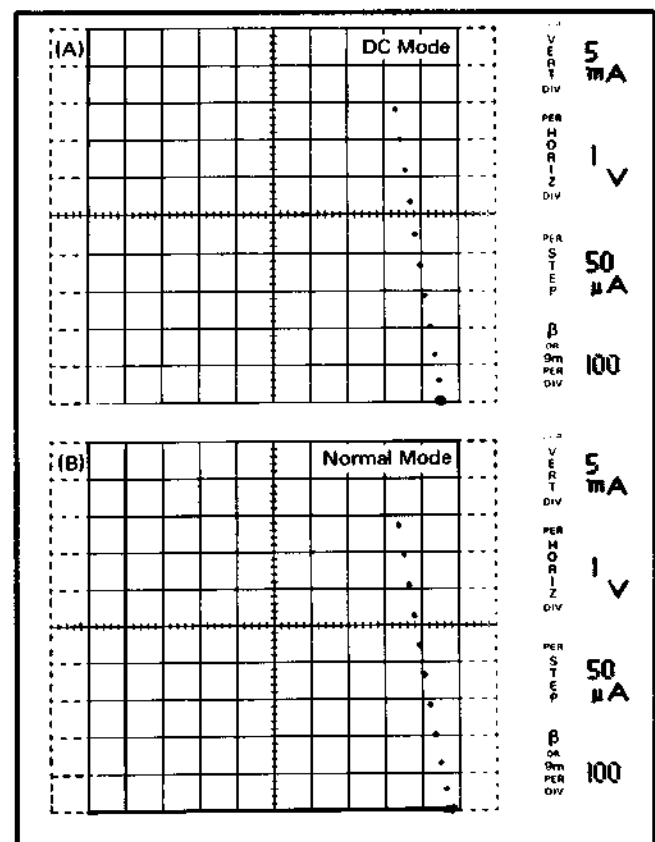 (A)
DC Mode
VERT
DIV
5
mA
PER
HORIZ
DIV
1
V
PER
STEP
50
µA
β
OR
gm
PER
DIV
100
(B)
Normal Mode
VERT
DIV
5
mA
PER
HORIZ
DIV
1
V
PER
STEP
50
µA
β
OR
gm
PER
DIV
100